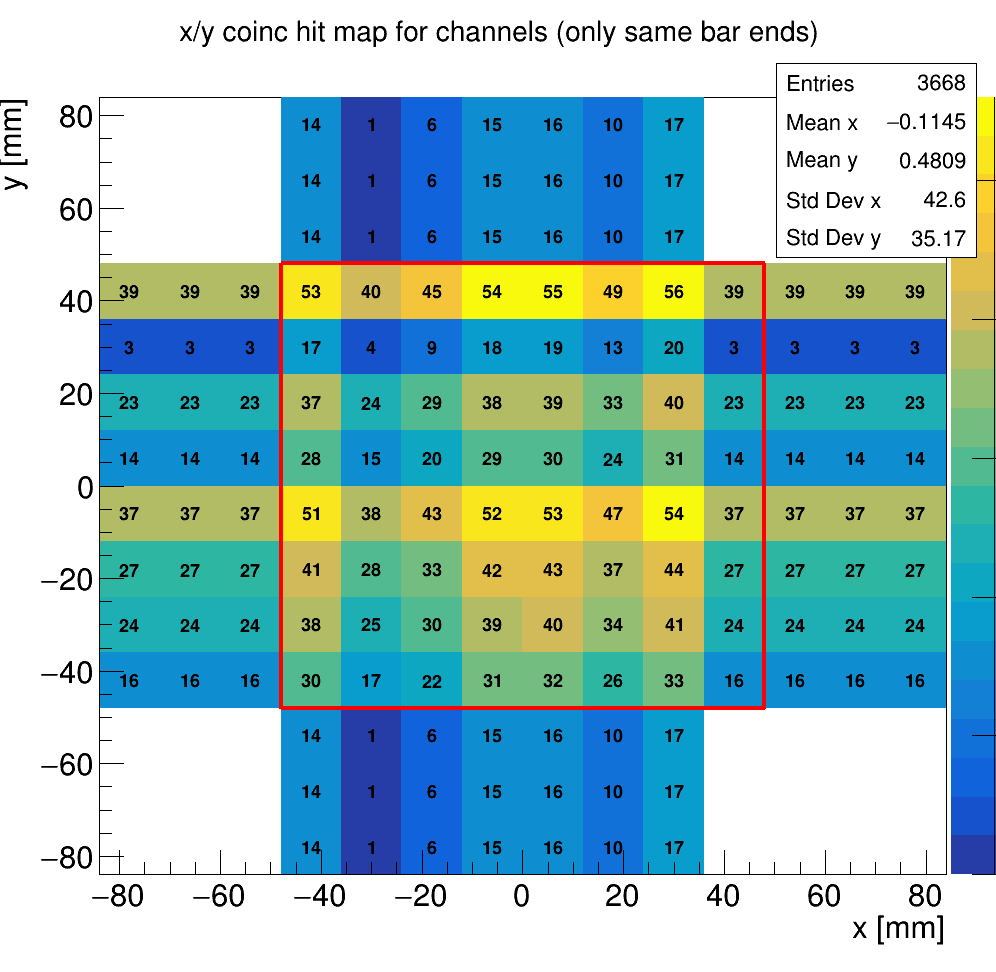 x/y coinc hit map for channels (only same bar ends)
Entries 3668
Mean x −0.1145
Mean y 0.4809
Std Dev x 42.6
Std Dev y 35.17
y [mm]
80
60
40
20
0
−20
−40
−60
−80
14 1 6 15 16 10 17
14 1 6 15 16 10 17
14 1 6 15 16 10 17
39 39 39 53 40 45 54 55 49 56 39 39 39 39
3 3 3 17 4 9 18 19 13 20 3 3 3 3
23 23 23 37 24 29 38 39 33 40 23 23 23 23
14 14 14 28 15 20 29 30 24 31 14 14 14 14
37 37 37 51 38 43 52 53 47 54 37 37 37 37
27 27 27 41 28 33 42 43 37 44 27 27 27 27
24 24 24 38 25 30 39 40 34 41 24 24 24 24
16 16 16 30 17 22 31 32 26 33 16 16 16 16
14 1 6 15 16 10 17
14 1 6 15 16 10 17
14 1 6 15 16 10 17
−80 −60 −40 −20 0 20 40 60 80
x [mm]